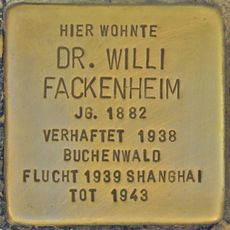 HIER WOHNTE
DR. WILLI
FACKENHEIM
JG. 1882
VERHAFTET 1938
BUCHENWALD
FLUCHT 1939 SHANGHAI
TOT 1943